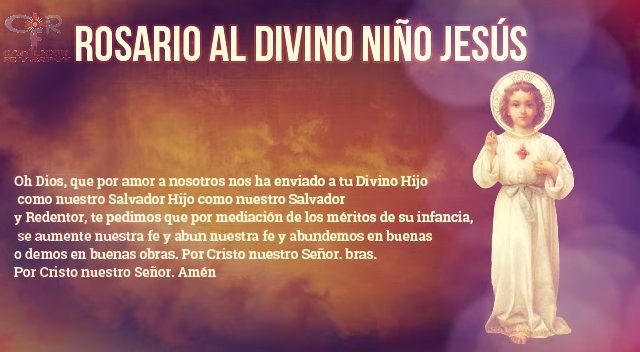 ROSARIO AL DIVINO NIÑO JESÚS
Oh Dios, que por amor a nosotros nos ha enviado a tu Divino Hijo
como nuestro Salvador Hijo como nuestro Salvador
y Redentor, te pedimos que por mediación de los méritos de su infancia,
se aumente nuestra fe y abun nuestra fe y abundemos en buenas
o demos en buenas obras. Por Cristo nuestro Señor. bras.
Por Cristo nuestro Señor. Amén